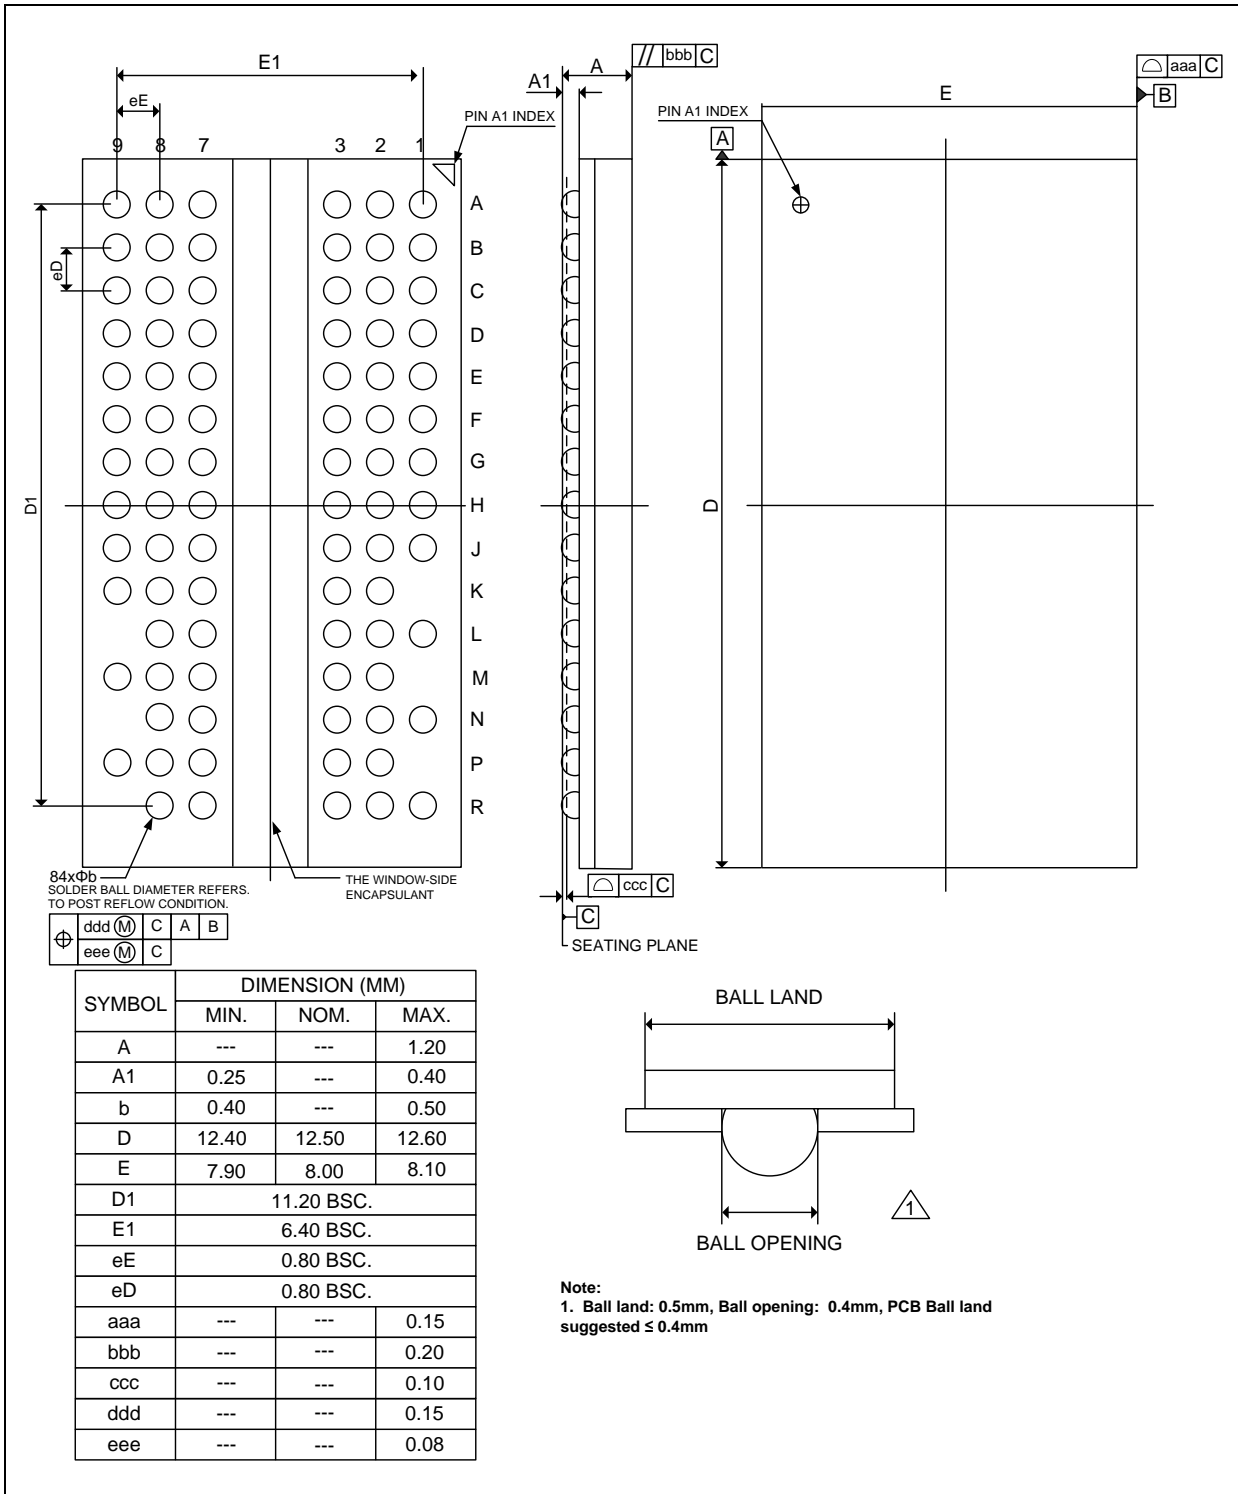 E1
A
// bbb C
aaa C
eE
A1
B
PIN A1 INDEX
PIN A1 INDEX
E
A
9 8 7 3 2 1
A
B
eD
C
D
E
F
G
D1
H
D
J
K
L
M
N
P
R
84xΦb
SOLDER BALL DIAMETER REFERS.
TO POST REFLOW CONDITION.
THE WINDOW-SIDE
ENCAPSULANT
ccc C
C
SEATING PLANE
ddd M C A B
eee M C
SYMBOL DIMENSION (MM)
MIN. NOM. MAX.
A --- --- 1.20
A1 0.25 --- 0.40
b 0.40 --- 0.50
D 12.40 12.50 12.60
E 7.90 8.00 8.10
D1 11.20 BSC.
E1 6.40 BSC.
eE 0.80 BSC.
eD 0.80 BSC.
aaa --- --- 0.15
bbb --- --- 0.20
ccc --- --- 0.10
ddd --- --- 0.15
eee --- --- 0.08
BALL LAND
1
BALL OPENING
Note:
1. Ball land: 0.5mm, Ball opening: 0.4mm, PCB Ball land
suggested ≤ 0.4mm